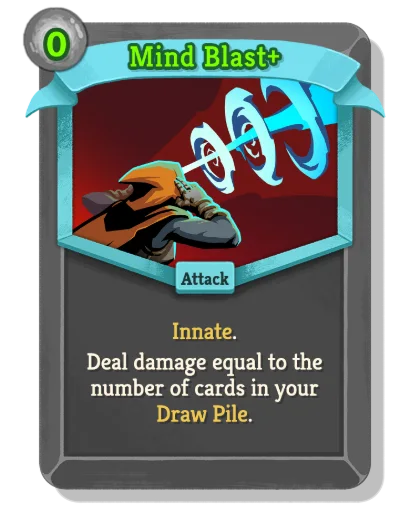 0
Mind Blast+
Attack
Innate.
Deal damage equal to the
number of cards in your
Draw Pile.